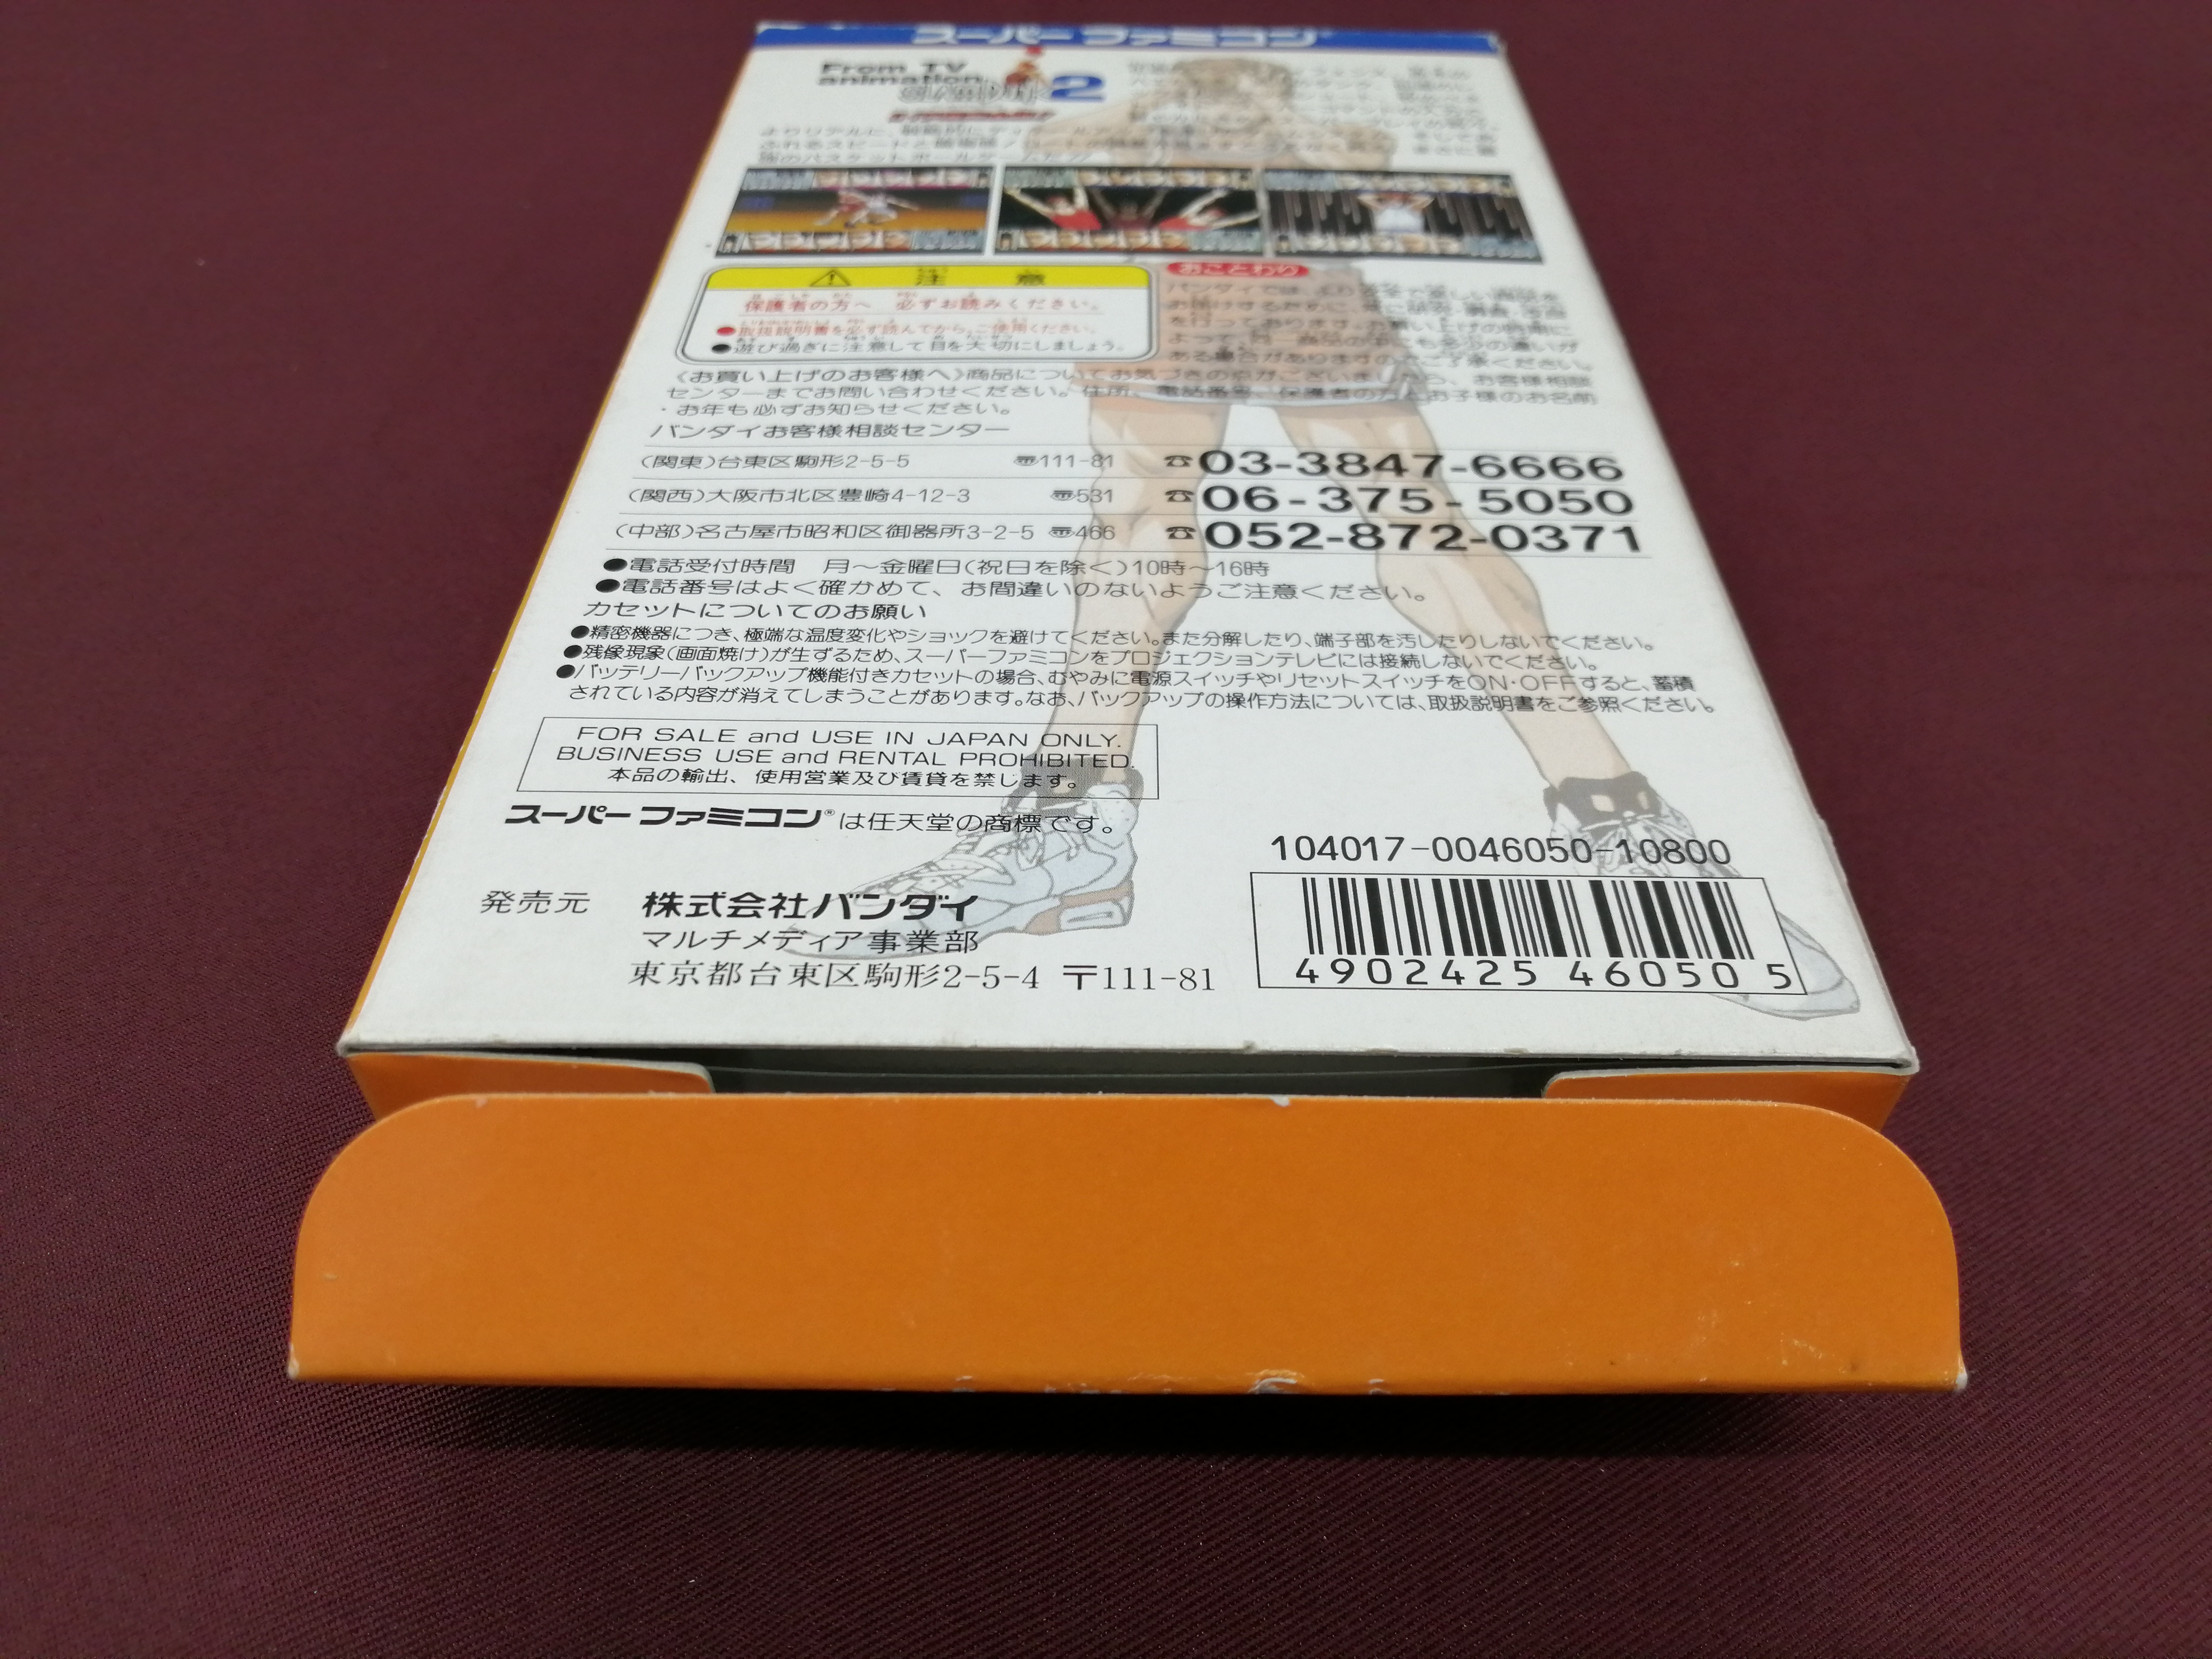 スーパーファミコン
From TV
animation
SLAM DUNK 2
注意
保護者の方へ 必ずお読みください。
●取扱説明書を必ず読んでから、ご使用ください。
●遊び過ぎに注意して目を大切にしましょう。
おことわり
《お買い上げのお客様へ》商品についてお気づきの点がございましたら、お客様相談
センターまでお問い合わせください。住所、電話番号、保護者の方とお子様のお名前
・お年も必ずお知らせください。
バンダイお客様相談センター
(関東)台東区駒形2-5-5 〠111-81 ☎03-3847-6666
(関西)大阪市北区豊崎4-12-3 〠531 ☎06-375-5050
(中部)名古屋市昭和区御器所3-2-5 〠466 ☎052-872-0371
●電話受付時間 月〜金曜日(祝日を除く)10時〜16時
●電話番号はよく確かめて、お間違いのないようご注意ください。
カセットについてのお願い
●精密機器につき、極端な温度変化やショックを避けてください。また分解したり、端子部を汚したりしないでください。
●残像現象(画面焼け)が生ずるため、スーパーファミコンをプロジェクションテレビには接続しないでください。
●バッテリーバックアップ機能付きカセットの場合、むやみに電源スイッチやリセットスイッチをON・OFFすると、蓄積
されている内容が消えてしまうことがあります。なお、バックアップの操作方法については、取扱説明書をご参照ください。
FOR SALE and USE IN JAPAN ONLY.
BUSINESS USE and RENTAL PROHIBITED.
本品の輸出、使用営業及び賃貸を禁じます。
スーパーファミコン®は任天堂の商標です。
104017-0046050-10800
4902425460505
発売元 株式会社バンダイ
マルチメディア事業部
東京都台東区駒形2-5-4 〒111-81